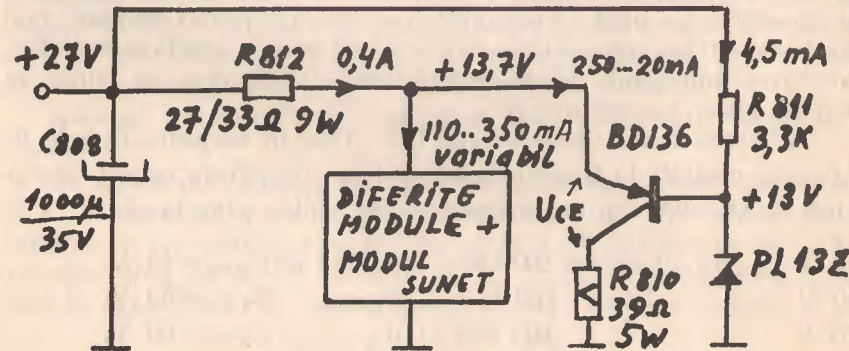 +27V
R812
0,4A
27/33Ω 9W
+13,7V
250...20mA
4,5mA
R811
3,3K
C808
1000μ
35V
110..350mA
variabil
DIFERITE
MODULE +
MODUL
SUNET
BD136
UCE
+13V
R810
39Ω
5W
PL13Z